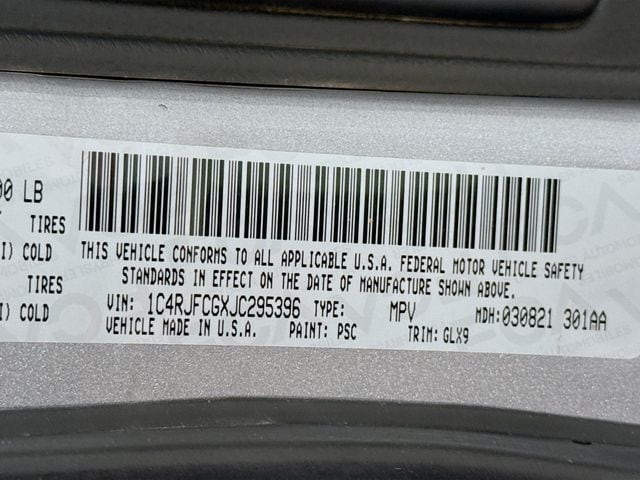 00 LB
TIRES
I) COLD
TIRES
I) COLD
THIS VEHICLE CONFORMS TO ALL APPLICABLE U.S.A. FEDERAL MOTOR VEHICLE SAFETY
STANDARDS IN EFFECT ON THE DATE OF MANUFACTURE SHOWN ABOVE.
VIN: 1C4RJFCGXJC295396 TYPE: MPV MDH:030821 301AA
VEHICLE MADE IN U.S.A. PAINT: PSC TRIM: GLX9